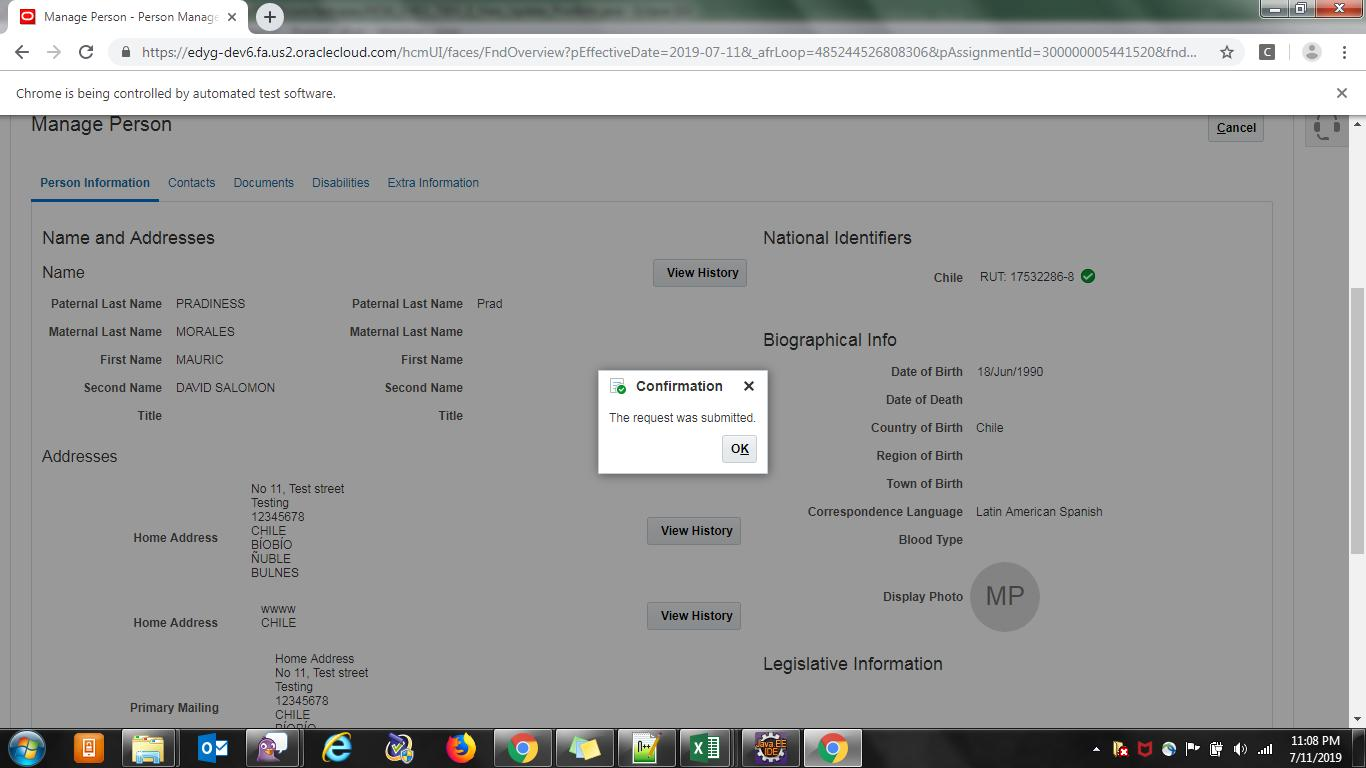 Manage Person - Person Manage
https://edyg-dev6.fa.us2.oraclecloud.com/hcmUI/faces/FndOverview?pEffectiveDate=2019-07-11&_afrLoop=485244526808306&pAssignmentId=300000005441520&fnd...
C
Chrome is being controlled by automated test software.
Manage Person
Cancel
Person Information Contacts Documents Disabilities Extra Information
Name and Addresses
Name
View History
Paternal Last Name PRADINESS Paternal Last Name Prad
Maternal Last Name MORALES Maternal Last Name
First Name MAURIC First Name
Second Name DAVID SALOMON Second Name
Title Title
Addresses
Home Address
No 11, Test street
Testing
12345678
CHILE
BÍOBÍO
ÑUBLE
BULNES
View History
Home Address
wwww
CHILE
View History
Primary Mailing
Home Address
No 11, Test street
Testing
12345678
CHILE
BÍOBÍO
National Identifiers
Chile RUT: 17532286-8
Biographical Info
Date of Birth 18/Jun/1990
Date of Death
Country of Birth Chile
Region of Birth
Town of Birth
Correspondence Language Latin American Spanish
Blood Type
Display Photo MP
Legislative Information
Confirmation
The request was submitted.
OK
Java EE
IDE
11:08 PM
7/11/2019